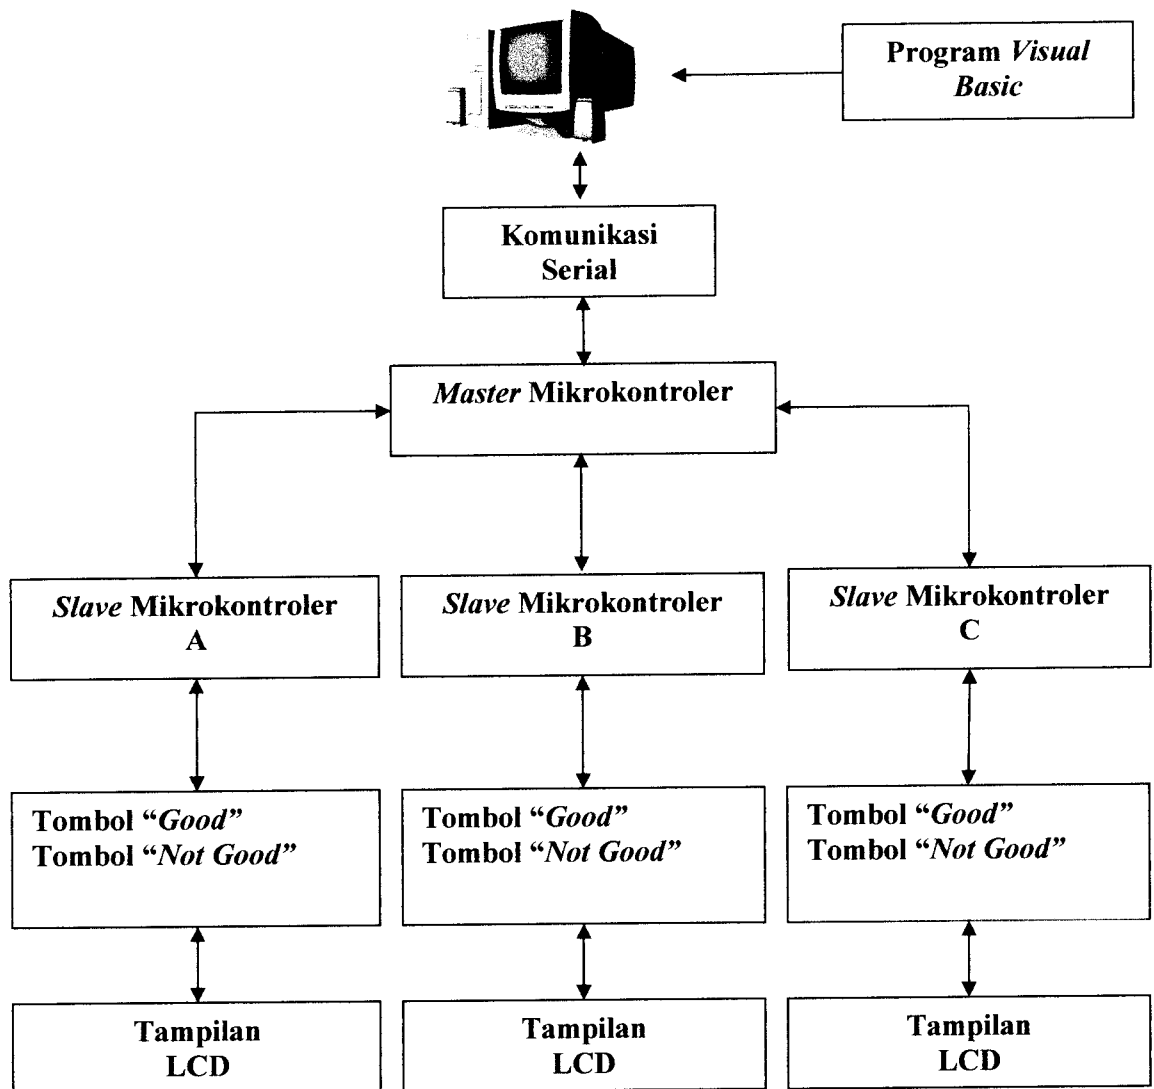 Program Visual
Basic
Komunikasi
Serial
Master Mikrokontroler
Slave Mikrokontroler
A
Slave Mikrokontroler
B
Slave Mikrokontroler
C
Tombol “Good”
Tombol “Not Good”
Tombol “Good”
Tombol “Not Good”
Tombol “Good”
Tombol “Not Good”
Tampilan
LCD
Tampilan
LCD
Tampilan
LCD